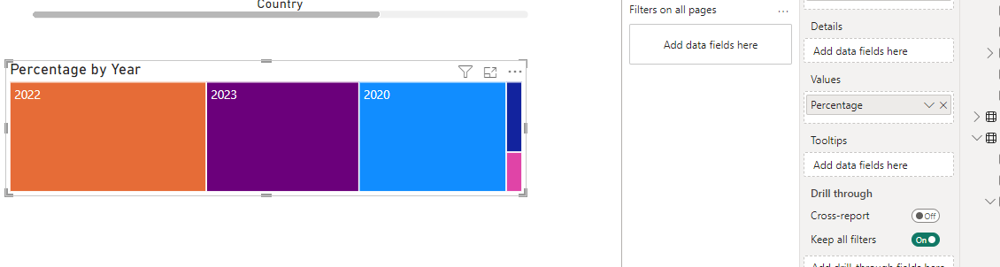 Country
Percentage by Year
2022
2023
2020
Filters on all pages
Add data fields here
Details
Add data fields here
Values
Percentage
Tooltips
Add data fields here
Drill through
Cross-report
Off
Keep all filters
On
Add drill-through fields here